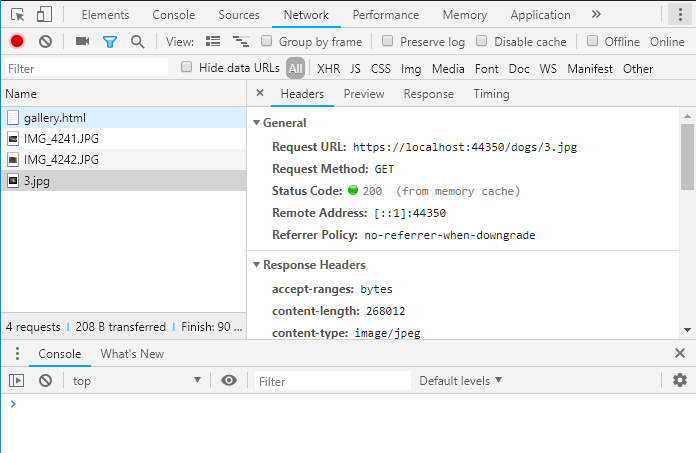 Elements Console Sources Network Performance Memory Application »
View: Group by frame Preserve log Disable cache Offline Online
Filter Hide data URLs All XHR JS CSS Img Media Font Doc WS Manifest Other
Name
gallery.html
IMG_4241.JPG
IMG_4242.JPG
3.jpg
4 requests | 208 B transferred | Finish: 90 ...
× Headers Preview Response Timing
General
Request URL: https://localhost:44350/dogs/3.jpg
Request Method: GET
Status Code: 200 (from memory cache)
Remote Address: [::1]:44350
Referrer Policy: no-referrer-when-downgrade
Response Headers
accept-ranges: bytes
content-length: 268012
content-type: image/jpeg
Console What's New
top Filter Default levels